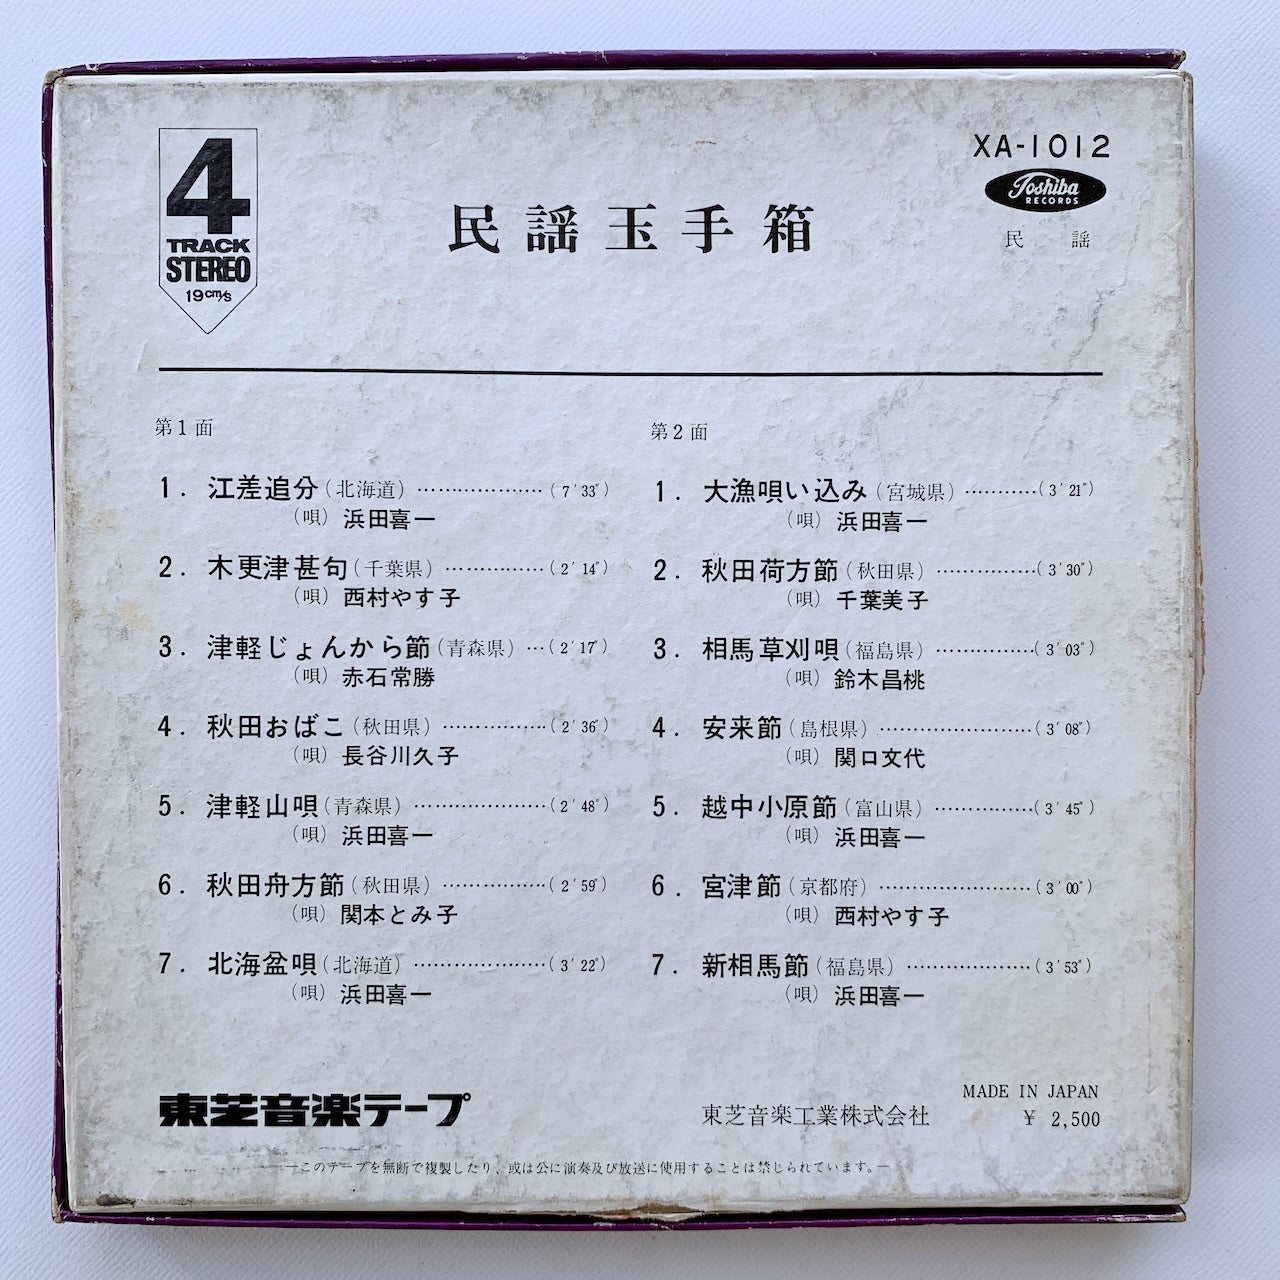 4
TRACK
STEREO
19cm/s
民謡玉手箱
XA-1012
Toshiba
RECORDS
民 謡
第1面
1. 江差追分(北海道)…………………(7′33″)
(唄) 浜田喜一
2. 木更津甚句(千葉県)……………(2′14″)
(唄) 西村やす子
3. 津軽じょんから節(青森県)…(2′17″)
(唄) 赤石常勝
4. 秋田おばこ(秋田県)……………(2′36″)
(唄) 長谷川久子
5. 津軽山唄(青森県)…………………(2′48″)
(唄) 浜田喜一
6. 秋田舟方節(秋田県)……………(2′59″)
(唄) 関本とみ子
7. 北海盆唄(北海道)…………………(3′22″)
(唄) 浜田喜一
第2面
1. 大漁唄い込み(宮城県)…………(3′21″)
(唄) 浜田喜一
2. 秋田荷方節(秋田県)……………(3′30″)
(唄) 千葉美子
3. 相馬草刈唄(福島県)……………(3′03″)
(唄) 鈴木昌桃
4. 安来節(島根県)……………………(3′08″)
(唄) 関口文代
5. 越中小原節(富山県)……………(3′45″)
(唄) 浜田喜一
6. 宮津節(京都府)……………………(3′00″)
(唄) 西村やす子
7. 新相馬節(福島県)………………(3′53″)
(唄) 浜田喜一
東芝音楽テープ
東芝音楽工業株式会社
MADE IN JAPAN
¥ 2,500
—このテープを無断で複製したり、或は公に演奏及び放送に使用することは禁じられています。—